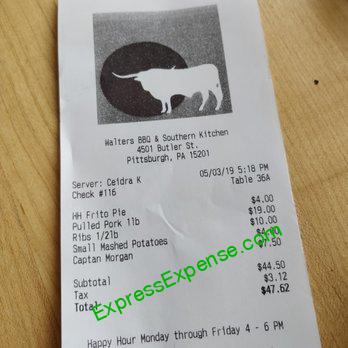 Walters BBQ & Southern Kitchen
4501 Butler St.
Pittsburgh, PA 15201
Server: Ceidra K 05/03/19 5:18 PM
Check #116 Table 36A
HH Frito Pie $4.00
Pulled Pork 1lb $19.00
Ribs 1/2lb $10.00
Small Mashed Potatoes
Captan Morgan $7.50
Subtotal $44.50
Tax $3.12
Total $47.62
ExpressExpense.com
Happy Hour Monday through Friday 4 - 6 PM